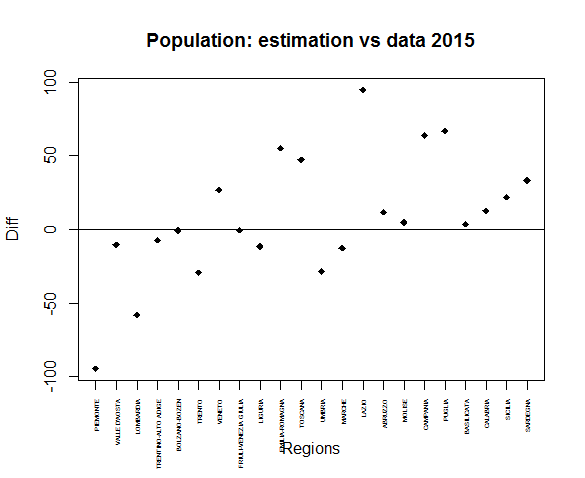 Population: estimation vs data 2015
Diff
100
50
0
-50
-100
PIEMONTE
VALLE D'AOSTA
LOMBARDIA
TRENTINO-ALTO ADIGE
BOLZANO-BOZEN
TRENTO
VENETO
FRIULI-VENEZIA GIULIA
LIGURIA
EMILIA-ROMAGNA
TOSCANA
UMBRIA
MARCHE
LAZIO
ABRUZZO
MOLISE
CAMPANIA
PUGLIA
BASILICATA
CALABRIA
SICILIA
SARDEGNA
Regions